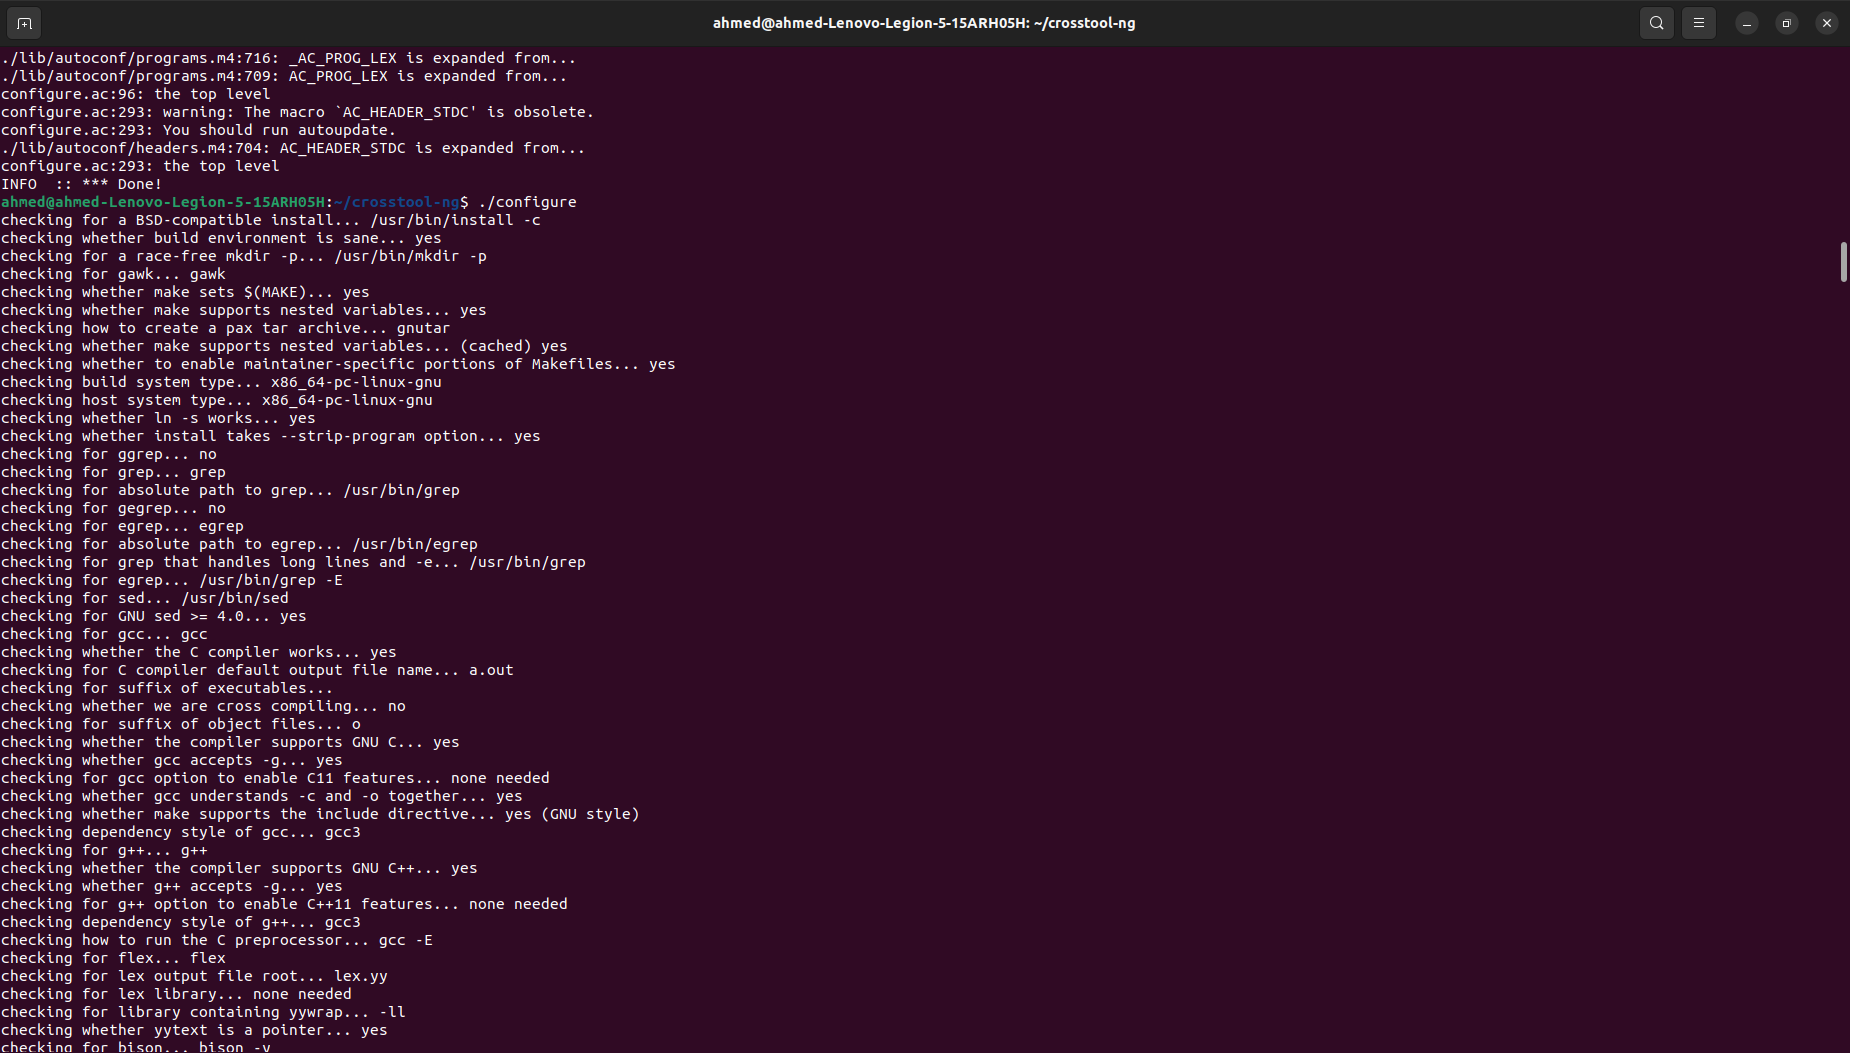 ahmed@ahmed-Lenovo-Legion-5-15ARH05H: ~/crosstool-ng
./lib/autoconf/programs.m4:716: _AC_PROG_LEX is expanded from...
./lib/autoconf/programs.m4:709: AC_PROG_LEX is expanded from...
configure.ac:96: the top level
configure.ac:293: warning: The macro `AC_HEADER_STDC' is obsolete.
configure.ac:293: You should run autoupdate.
./lib/autoconf/headers.m4:704: AC_HEADER_STDC is expanded from...
configure.ac:293: the top level
INFO  :: *** Done!
ahmed@ahmed-Lenovo-Legion-5-15ARH05H:~/crosstool-ng$ ./configure
checking for a BSD-compatible install... /usr/bin/install -c
checking whether build environment is sane... yes
checking for a race-free mkdir -p... /usr/bin/mkdir -p
checking for gawk... gawk
checking whether make sets $(MAKE)... yes
checking whether make supports nested variables... yes
checking how to create a pax tar archive... gnutar
checking whether make supports nested variables... (cached) yes
checking whether to enable maintainer-specific portions of Makefiles... yes
checking build system type... x86_64-pc-linux-gnu
checking host system type... x86_64-pc-linux-gnu
checking whether ln -s works... yes
checking whether install takes --strip-program option... yes
checking for ggrep... no
checking for grep... grep
checking for absolute path to grep... /usr/bin/grep
checking for gegrep... no
checking for egrep... egrep
checking for absolute path to egrep... /usr/bin/egrep
checking for grep that handles long lines and -e... /usr/bin/grep
checking for egrep... /usr/bin/grep -E
checking for sed... /usr/bin/sed
checking for GNU sed >= 4.0... yes
checking for gcc... gcc
checking whether the C compiler works... yes
checking for C compiler default output file name... a.out
checking for suffix of executables...
checking whether we are cross compiling... no
checking for suffix of object files... o
checking whether the compiler supports GNU C... yes
checking whether gcc accepts -g... yes
checking for gcc option to enable C11 features... none needed
checking whether gcc understands -c and -o together... yes
checking whether make supports the include directive... yes (GNU style)
checking dependency style of gcc... gcc3
checking for g++... g++
checking whether the compiler supports GNU C++... yes
checking whether g++ accepts -g... yes
checking for g++ option to enable C++11 features... none needed
checking dependency style of g++... gcc3
checking how to run the C preprocessor... gcc -E
checking for flex... flex
checking for lex output file root... lex.yy
checking for lex library... none needed
checking for library containing yywrap... -ll
checking whether yytext is a pointer... yes
checking for bison... bison -y